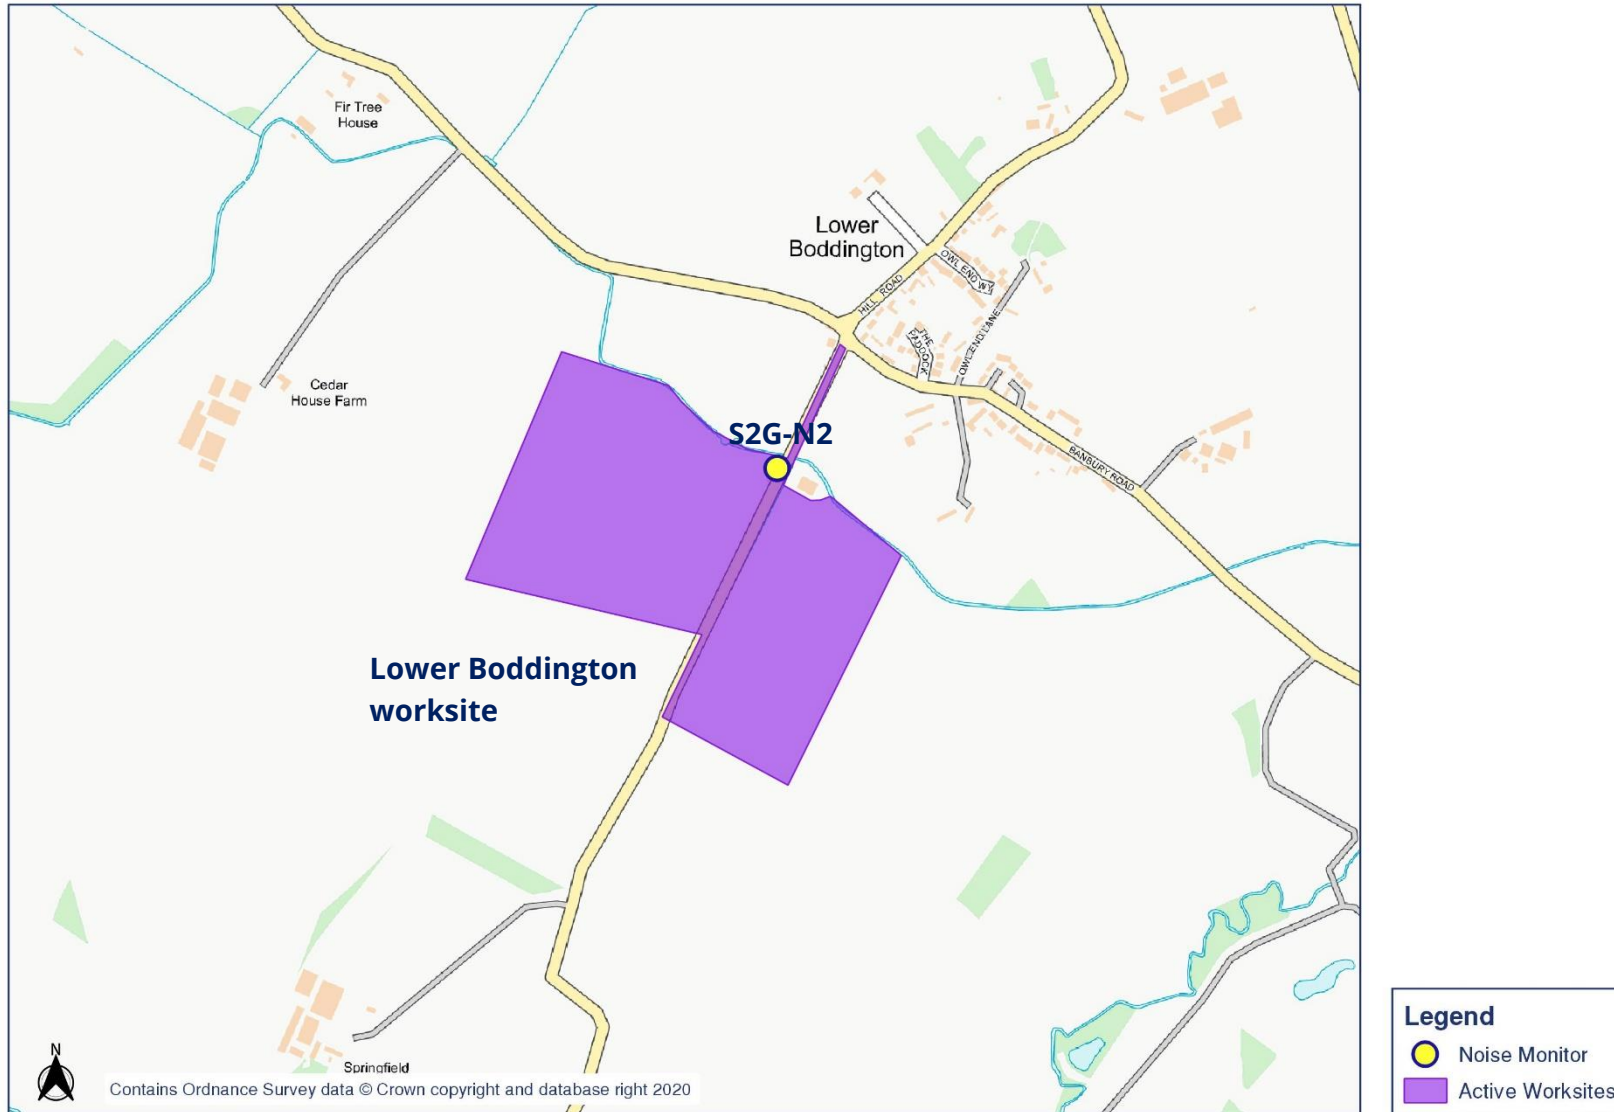 Fir Tree
House
Lower
Boddington
OWL END WY
HILL ROAD
THE
PADDOCK
OWL END LANE
Cedar
House Farm
S2G-N2
BANBURY ROAD
Lower Boddington
worksite
N
Springfield
Contains Ordnance Survey data © Crown copyright and database right 2020
Legend
Noise Monitor
Active Worksites